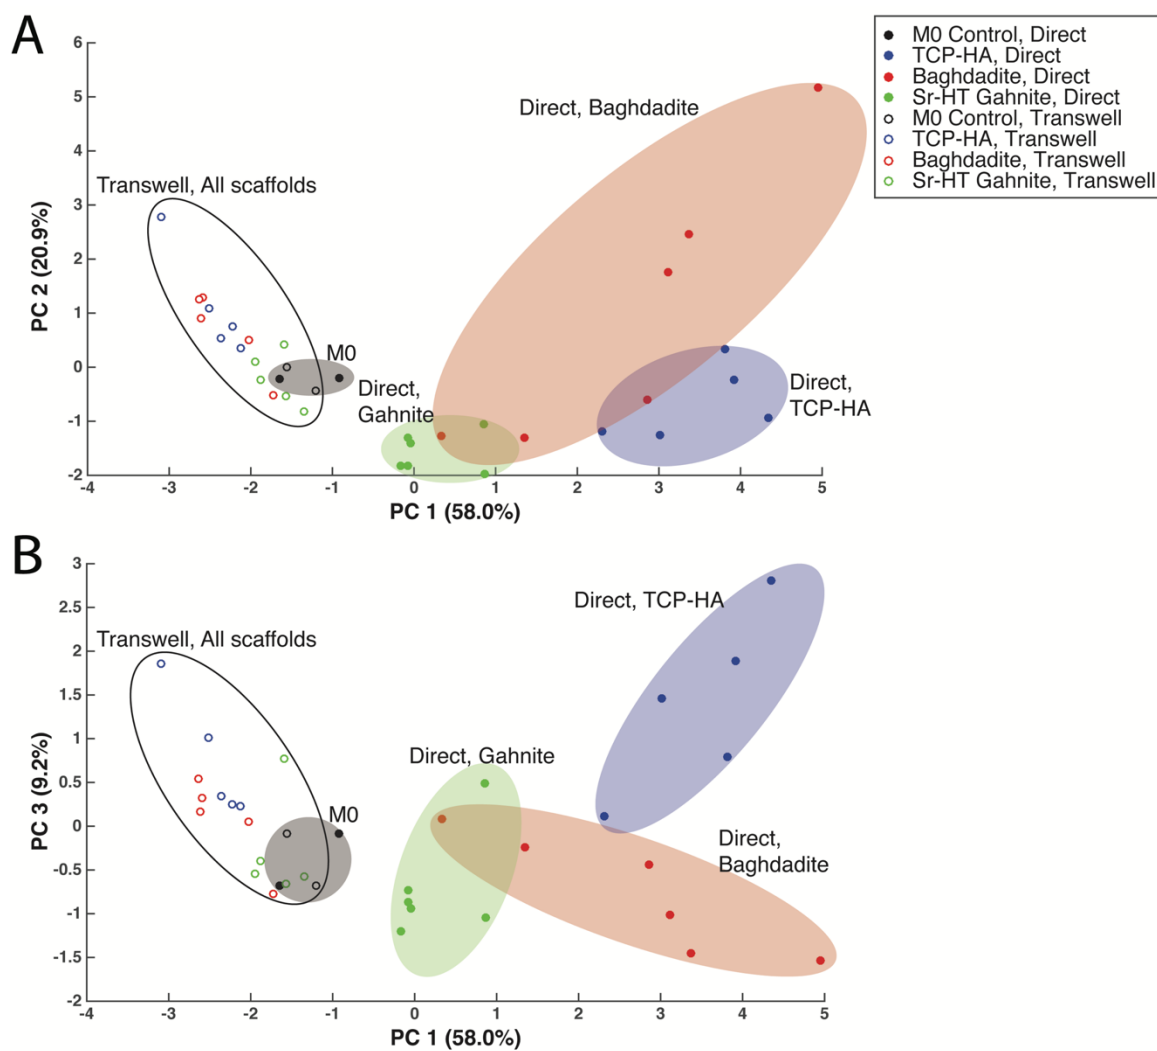 A
M0 Control, Direct
TCP-HA, Direct
Baghdadite, Direct
Sr-HT Gahnite, Direct
M0 Control, Transwell
TCP-HA, Transwell
Baghdadite, Transwell
Sr-HT Gahnite, Transwell
6
5
4
3
2
1
0
-1
-2
PC 2 (20.9%)
Direct, Baghdadite
Transwell, All scaffolds
M0
Direct,
Gahnite
Direct,
TCP-HA
-4
-3
-2
-1
0
1
2
3
4
5
PC 1 (58.0%)
B
3
2.5
2
1.5
1
0.5
0
-0.5
-1
-1.5
-2
PC 3 (9.2%)
Direct, TCP-HA
Transwell, All scaffolds
Direct, Gahnite
M0
Direct,
Baghdadite
-4
-3
-2
-1
0
1
2
3
4
5
PC 1 (58.0%)